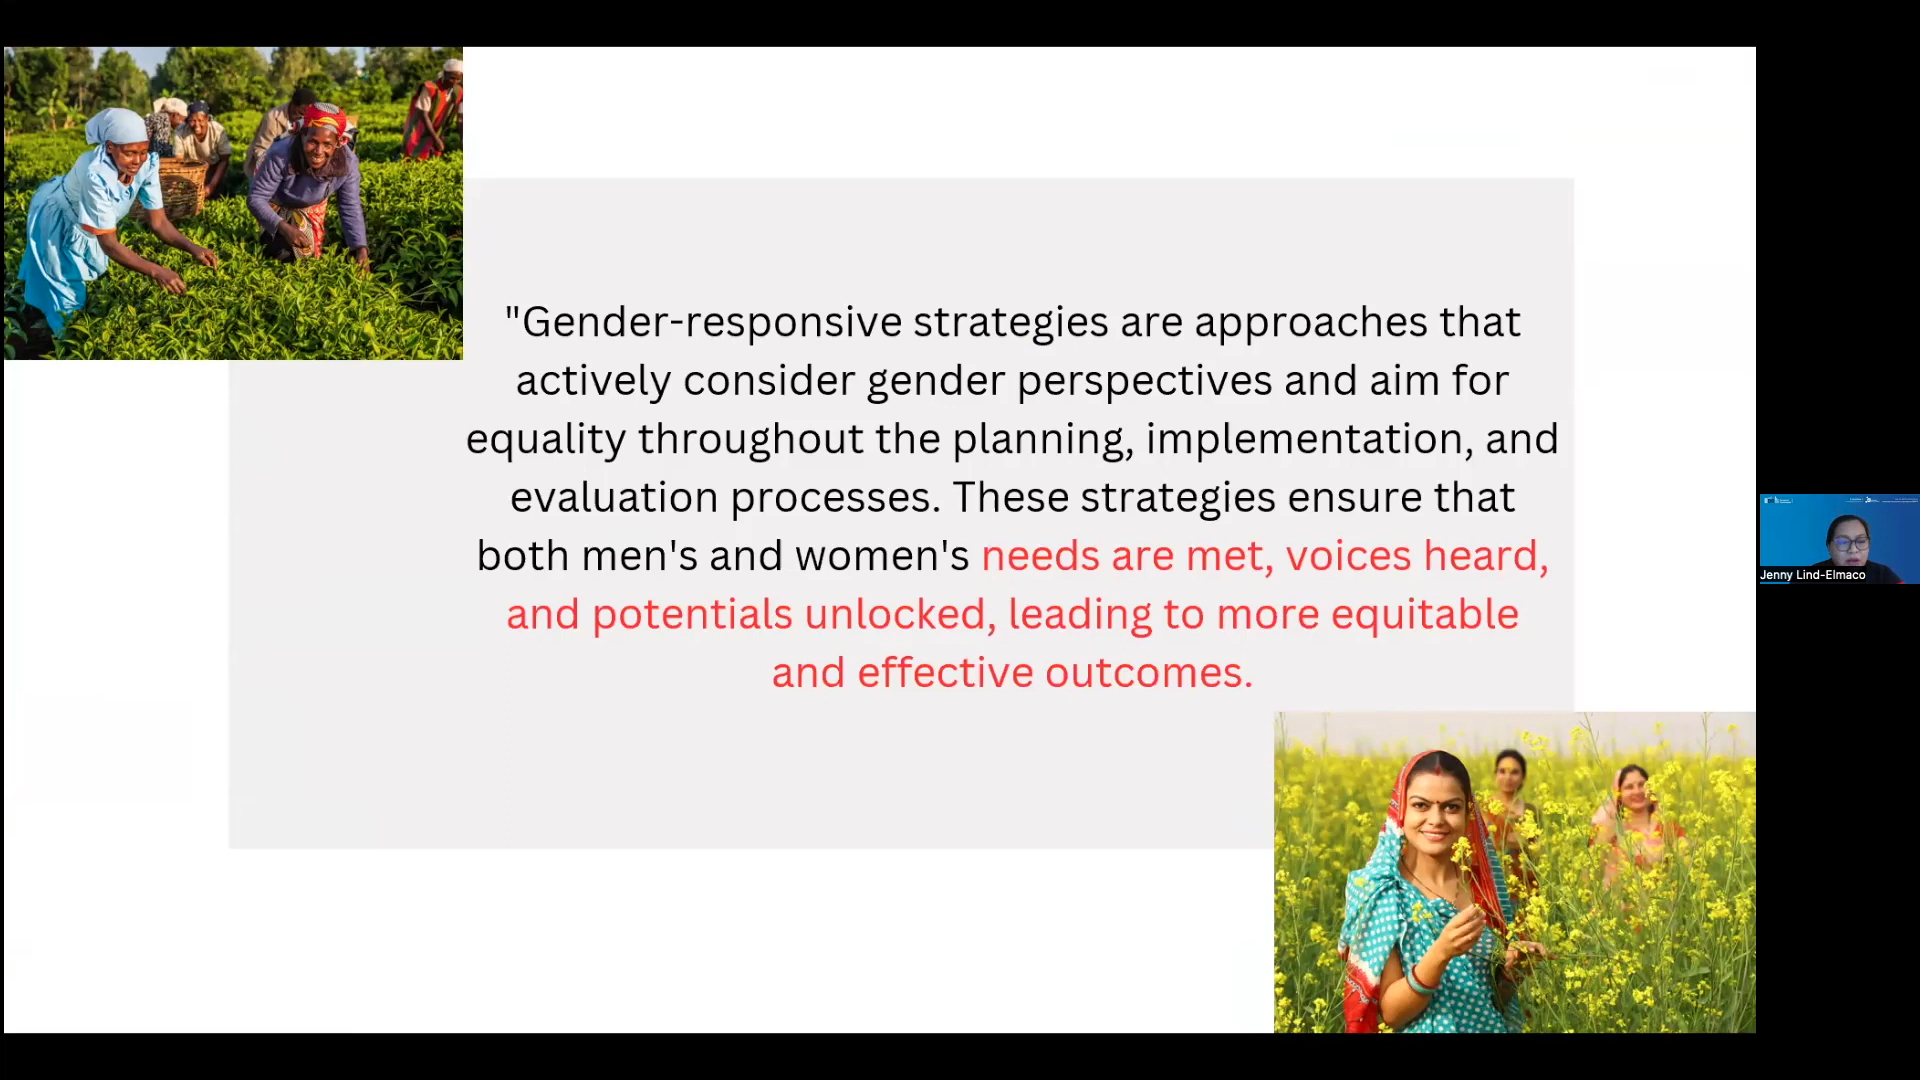 "Gender-responsive strategies are approaches that
actively consider gender perspectives and aim for
equality throughout the planning, implementation, and
evaluation processes. These strategies ensure that
both men's and women's needs are met, voices heard,
and potentials unlocked, leading to more equitable
and effective outcomes.
Jenny Lind-Elmaco